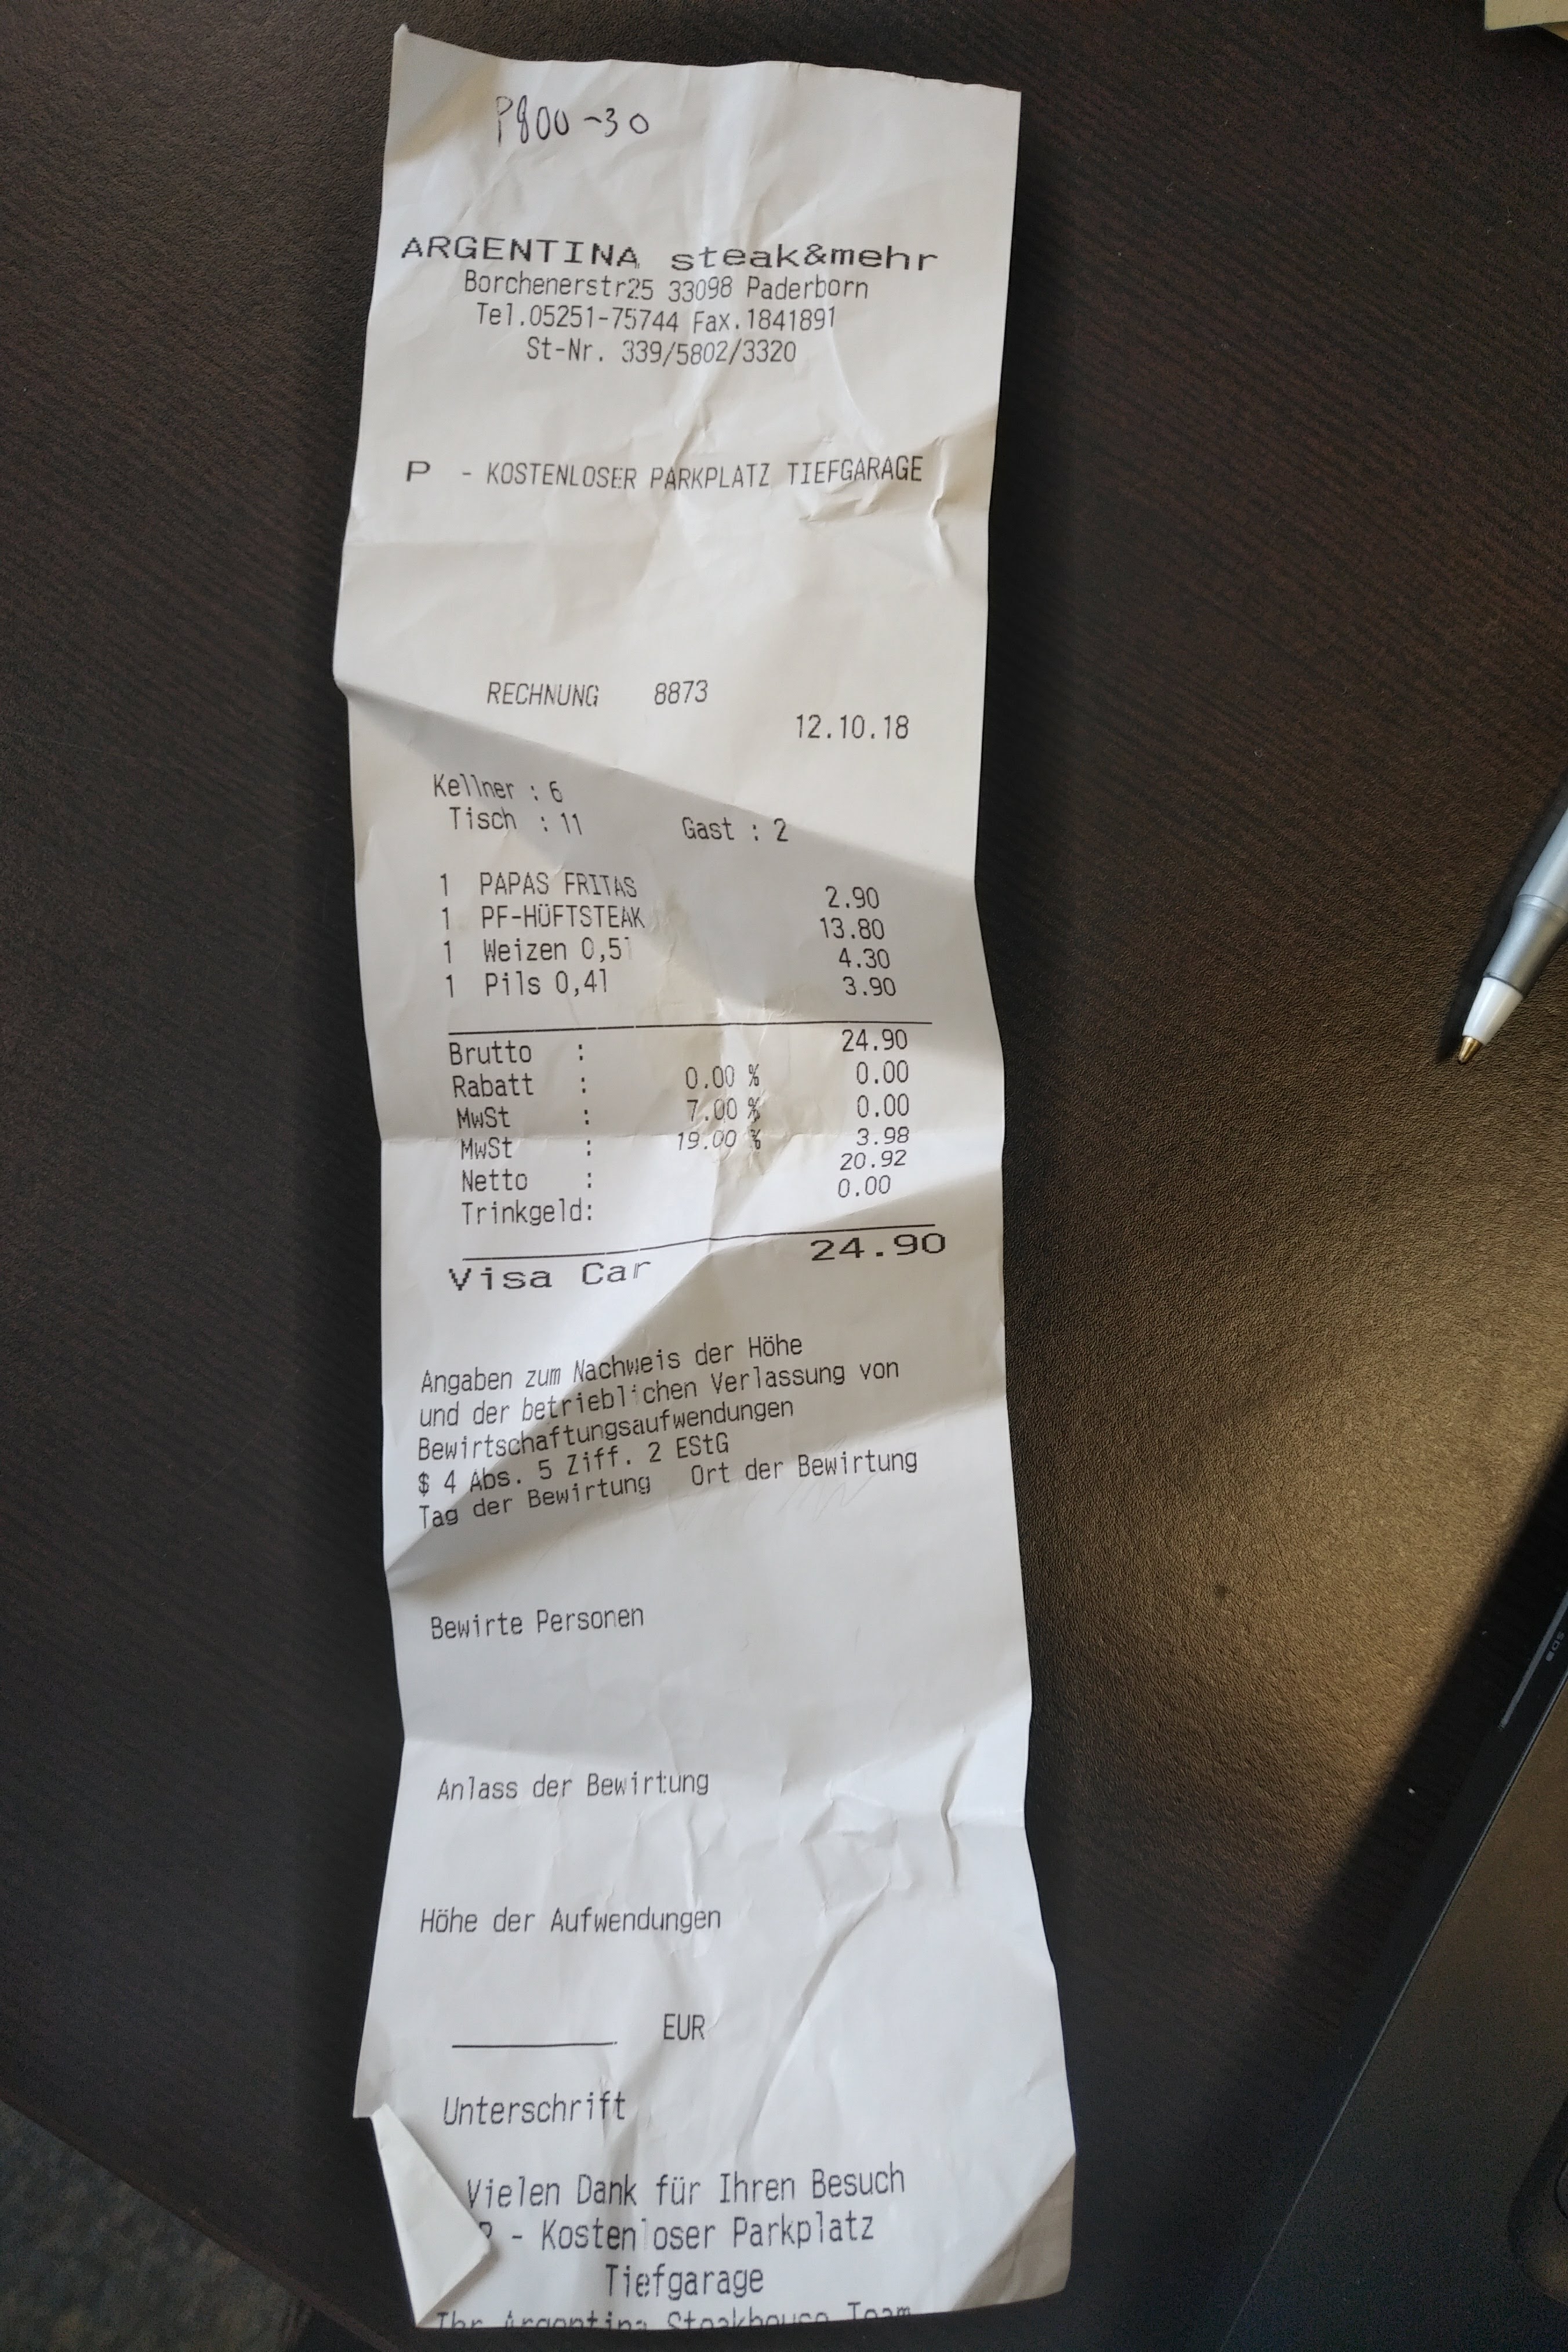 P800-30
ARGENTINA steak&mehr
Borchenerstr25 33098 Paderborn
Tel.05251-75744 Fax.1841891
St-Nr. 339/5802/3320
P - KOSTENLOSER PARKPLATZ TIEFGARAGE
RECHNUNG 8873
12.10.18
Kellner : 6
Tisch : 11 Gast : 2
1 PAPAS FRITAS 2.90
1 PF-HÜFTSTEAK 13.80
1 Weizen 0,5l 4.30
1 Pils 0,4l 3.90
Brutto : 24.90
Rabatt : 0.00 % 0.00
MwSt : 7.00 % 0.00
MwSt : 19.00 % 3.98
Netto : 20.92
Trinkgeld: 0.00
Visa Car 24.90
Angaben zum Nachweis der Höhe
und der betrieblichen Verlassung von
Bewirtschaftungsaufwendungen
$ 4 Abs. 5 Ziff. 2 EStG
Tag der Bewirtung Ort der Bewirtung
Bewirte Personen
Anlass der Bewirtung
Höhe der Aufwendungen
EUR
Unterschrift
Vielen Dank für Ihren Besuch
P - Kostenloser Parkplatz
Tiefgarage
Ihr Argentina Steakhouse Team